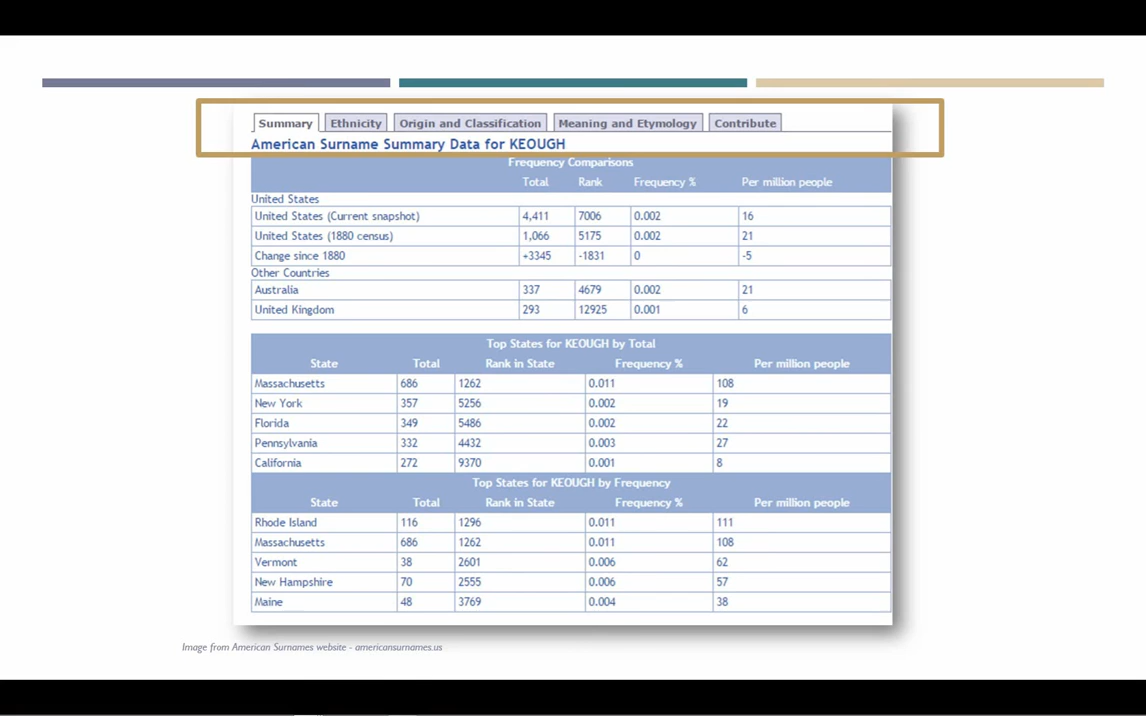 Summary Ethnicity Origin and Classification Meaning and Etymology Contribute
American Surname Summary Data for KEOUGH
Frequency Comparisons
Total Rank Frequency % Per million people
United States
United States (Current snapshot) 4,411 7006 0.002 16
United States (1880 census) 1,066 5175 0.002 21
Change since 1880 +3345 -1831 0 -5
Other Countries
Australia 337 4679 0.002 21
United Kingdom 293 12925 0.001 6
Top States for KEOUGH by Total
State Total Rank in State Frequency % Per million people
Massachusetts 686 1262 0.011 108
New York 357 5256 0.002 19
Florida 349 5486 0.002 22
Pennsylvania 332 4432 0.003 27
California 272 9370 0.001 8
Top States for KEOUGH by Frequency
State Total Rank in State Frequency % Per million people
Rhode Island 116 1296 0.011 111
Massachusetts 686 1262 0.011 108
Vermont 38 2601 0.006 62
New Hampshire 70 2555 0.006 57
Maine 48 3769 0.004 38
Image from American Surnames website - americansurnames.us